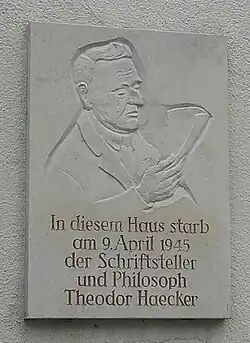 In diesem Haus starb
am 9. April 1945
der Schriftsteller
und Philosoph
Theodor Haecker